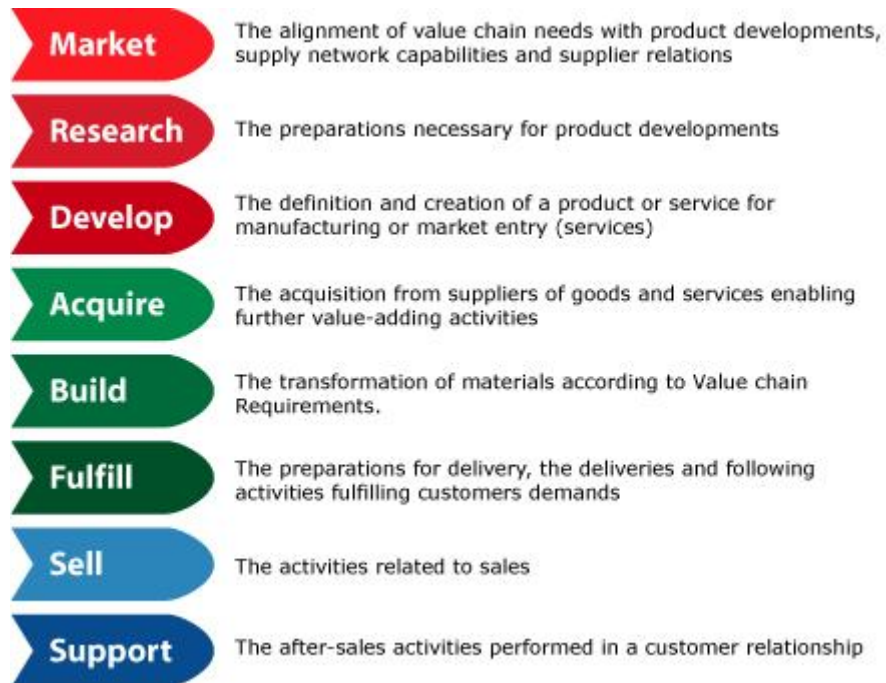 Market
The alignment of value chain needs with product developments,
supply network capabilities and supplier relations
Research
The preparations necessary for product developments
Develop
The definition and creation of a product or service for
manufacturing or market entry (services)
Acquire
The acquisition from suppliers of goods and services enabling
further value-adding activities
Build
The transformation of materials according to Value chain
Requirements.
Fulfill
The preparations for delivery, the deliveries and following
activities fulfilling customers demands
Sell
The activities related to sales
Support
The after-sales activities performed in a customer relationship